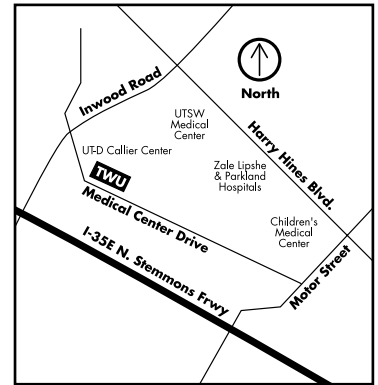 Inwood Road
North
UTSW
Medical
Center
Harry Hines Blvd.
UT-D Callier Center
Zale Lipshe
& Parkland
Hospitals
TWU
Medical Center Drive
Children's
Medical
Center
I-35E N. Stemmons Frwy
Motor Street